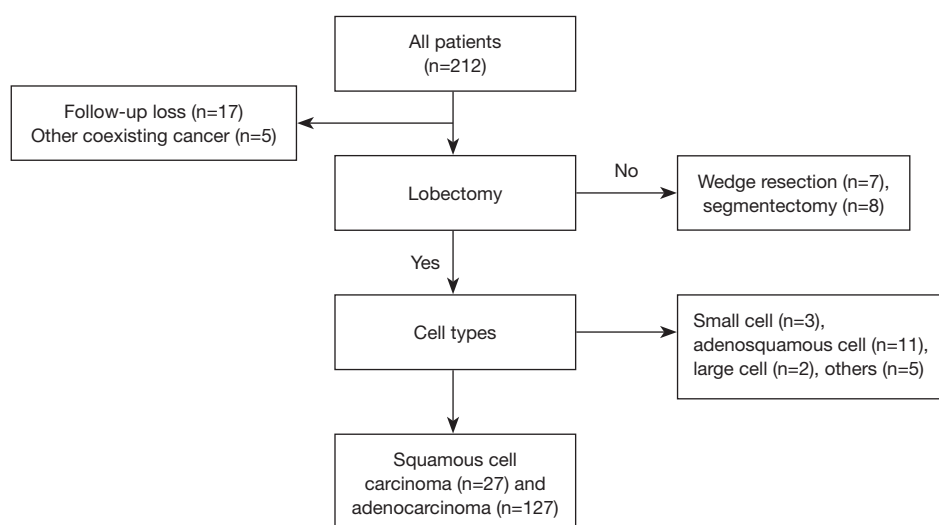 All patients
(n=212)
Follow-up loss (n=17)
Other coexisting cancer (n=5)
Lobectomy
No
Wedge resection (n=7),
segmentectomy (n=8)
Yes
Cell types
Small cell (n=3),
adenosquamous cell (n=11),
large cell (n=2), others (n=5)
Squamous cell
carcinoma (n=27) and
adenocarcinoma (n=127)